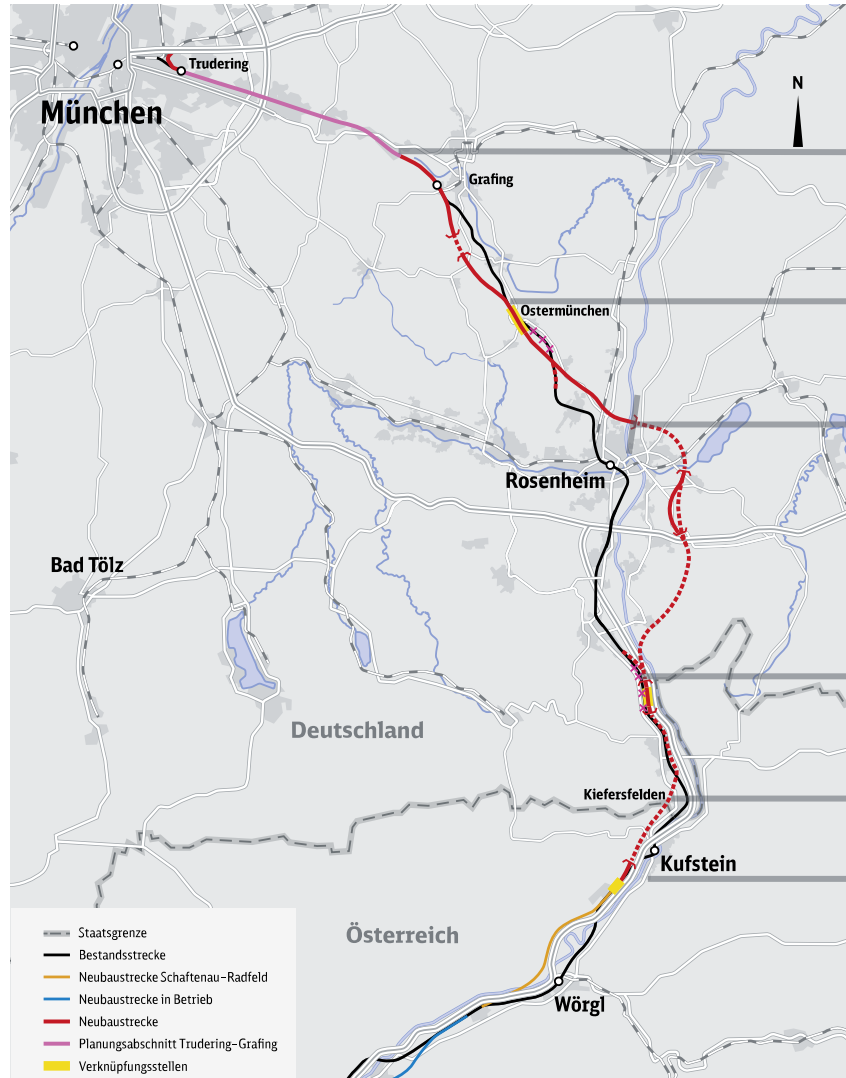 Trudering
München
N
Grafing
Ostermünchen
Rosenheim
Bad Tölz
Deutschland
Kiefersfelden
Kufstein
Österreich
Wörgl
Staatsgrenze
Bestandsstrecke
Neubaustrecke Schaftenau–Radfeld
Neubaustrecke in Betrieb
Neubaustrecke
Planungsabschnitt Trudering–Grafing
Verknüpfungsstellen